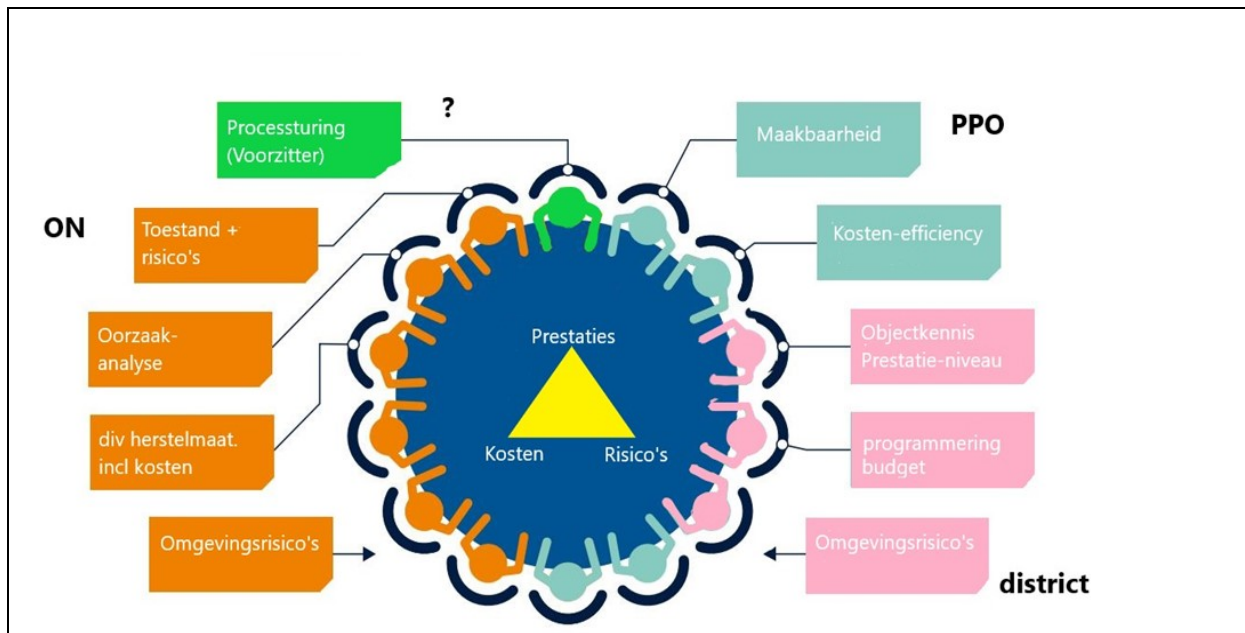 ?
Processturing
(Voorzitter)
Maakbaarheid
PPO
ON
Toestand +
risico's
Kosten-efficiency
Oorzaak-
analyse
Objectkennis
Prestatie-niveau
Prestaties
Kosten
Risico's
div herstelmaat.
incl kosten
programmering
budget
Omgevingsrisico's
Omgevingsrisico's
district